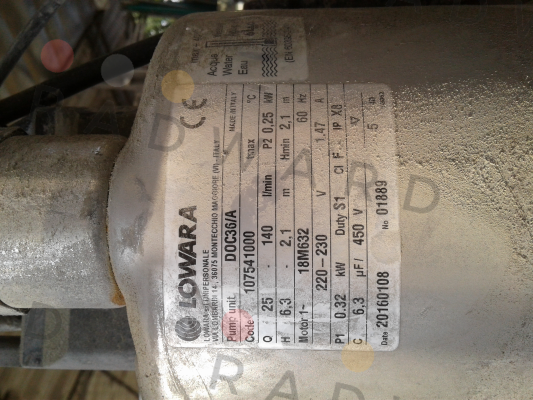 LOWARA
LOWARA srl UNIPERSONALE
VIA LOMBARDI 14, 36075 MONTECCHIO MAGGIORE (VI) - ITALY
CE
Pump unit DOC36/A MADE IN ITALY
Code 107541000 tmax °C
Q 25 - 140 l/min P2 0,25 kW
H 6,3 - 2,1 m Hmin 2,1 m
Motor 1~ 18M632 60 Hz
220-230 V 1,47 A
P1 0.32 kW Duty S1 Cl F IP X8
C 6,3 µF/ 450 V 5
Date 20160108 No 01889
Acqua
Water
Eau
DWARD
RAD